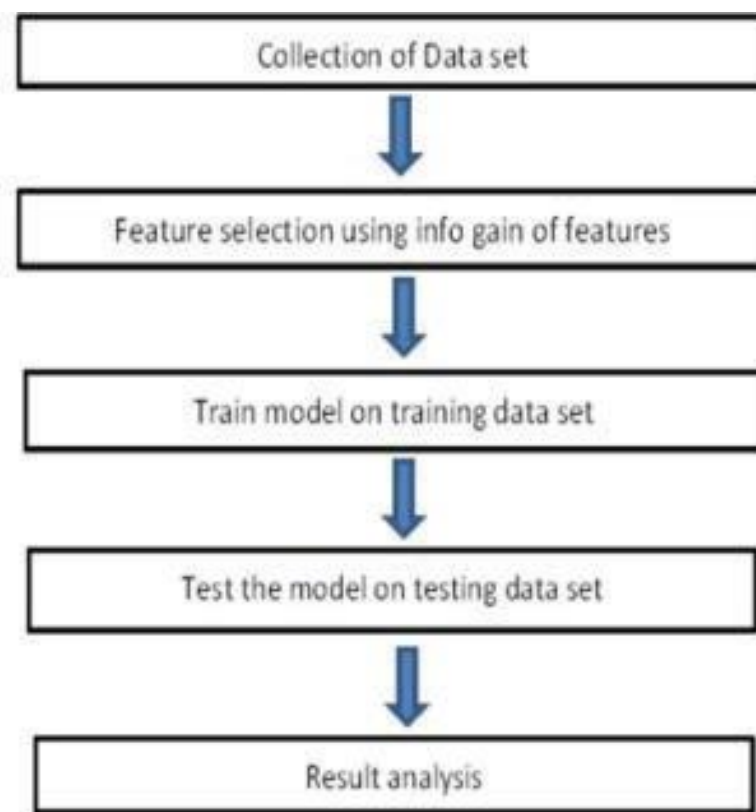 Collection of Data set
Feature selection using info gain of features
Train model on training data set
Test the model on testing data set
Result analysis